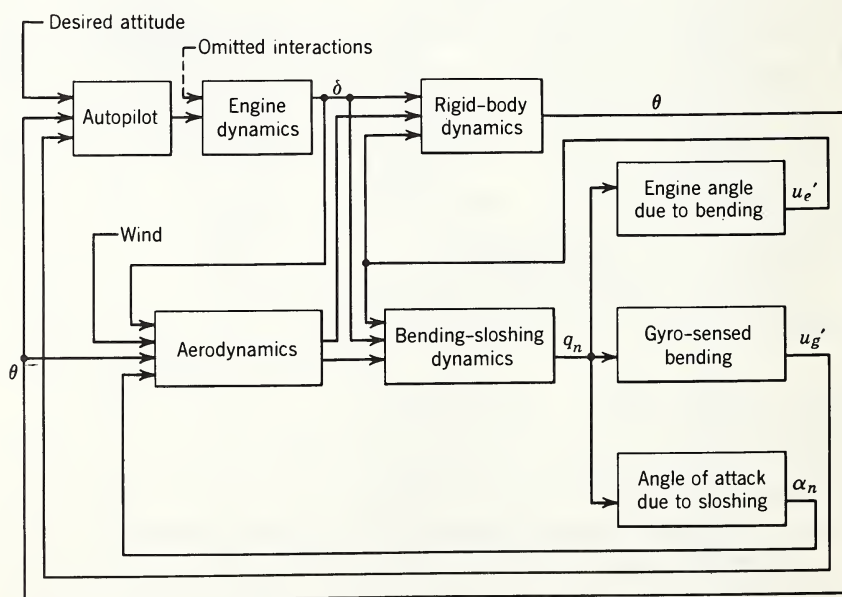 Desired attitude
Omitted interactions
Autopilot
Engine
dynamics
δ
Rigid-body
dynamics
θ
Engine angle
due to bending
u_e'
Wind
Aerodynamics
Bending-sloshing
dynamics
q_n
Gyro-sensed
bending
u_g'
θ
Angle of attack
due to sloshing
α_n